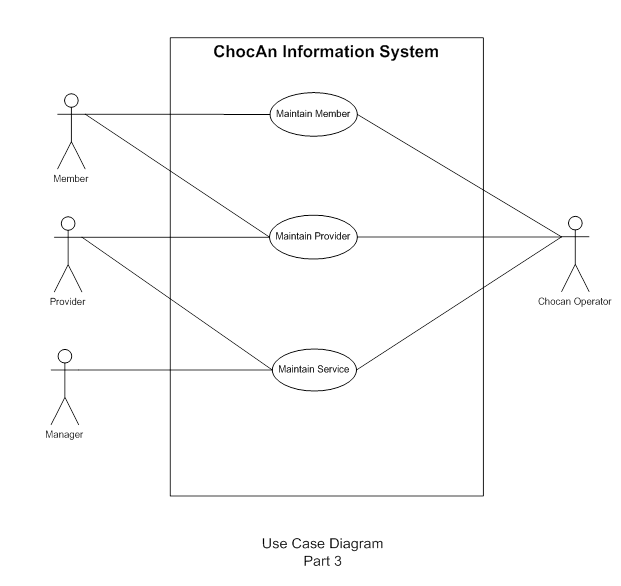 ChocAn Information System
Maintain Member
Member
Maintain Provider
Provider
Chocan Operator
Maintain Service
Manager
Use Case Diagram
Part 3